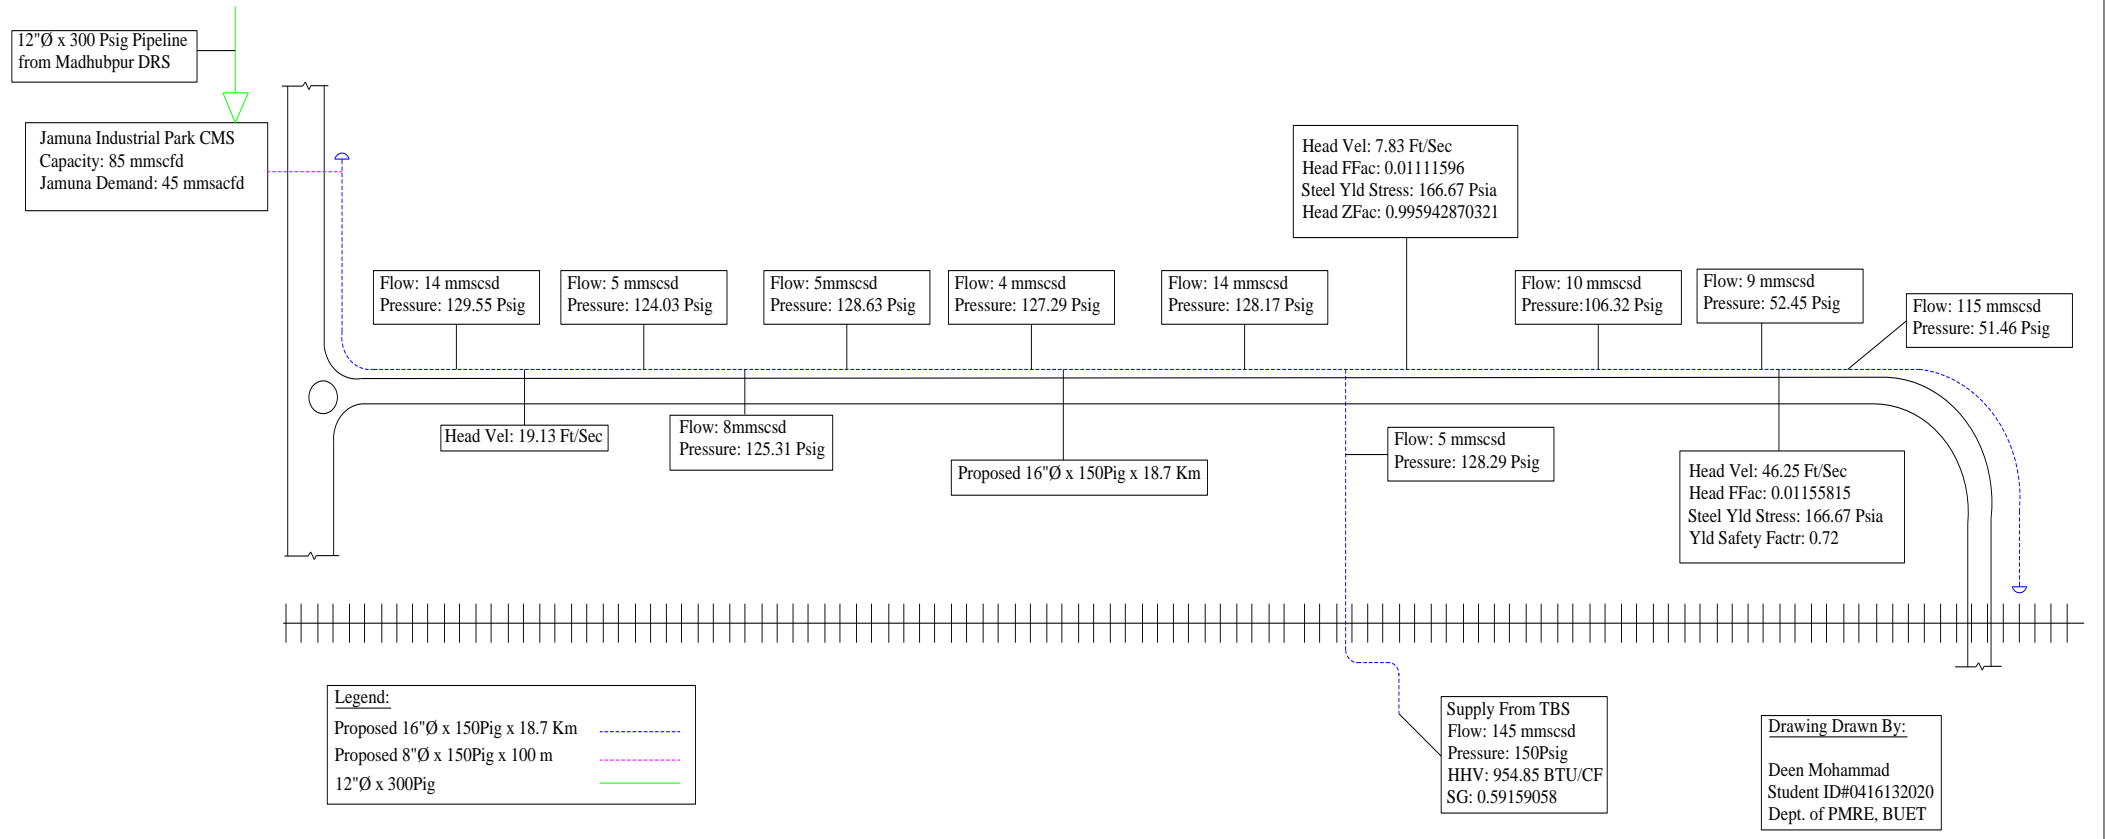 12"Ø x 300 Psig Pipeline
from Madhubpur DRS
Jamuna Industrial Park CMS
Capacity: 85 mmscfd
Jamuna Demand: 45 mmsacfd
Flow: 14 mmscsd
Pressure: 129.55 Psig
Flow: 5 mmscsd
Pressure: 124.03 Psig
Flow: 5mmscsd
Pressure: 128.63 Psig
Flow: 4 mmscsd
Pressure: 127.29 Psig
Flow: 14 mmscsd
Pressure: 128.17 Psig
Head Vel: 7.83 Ft/Sec
Head FFac: 0.01111596
Steel Yld Stress: 166.67 Psia
Head ZFac: 0.995942870321
Flow: 10 mmscsd
Pressure:106.32 Psig
Flow: 9 mmscsd
Pressure: 52.45 Psig
Flow: 115 mmscsd
Pressure: 51.46 Psig
Head Vel: 19.13 Ft/Sec
Flow: 8mmscsd
Pressure: 125.31 Psig
Proposed 16"Ø x 150Pig x 18.7 Km
Flow: 5 mmscsd
Pressure: 128.29 Psig
Head Vel: 46.25 Ft/Sec
Head FFac: 0.01155815
Steel Yld Stress: 166.67 Psia
Yld Safety Factr: 0.72
Legend:
Proposed 16"Ø x 150Pig x 18.7 Km
Proposed 8"Ø x 150Pig x 100 m
12"Ø x 300Pig
Supply From TBS
Flow: 145 mmscsd
Pressure: 150Psig
HHV: 954.85 BTU/CF
SG: 0.59159058
Drawing Drawn By:
Deen Mohammad
Student ID#0416132020
Dept. of PMRE, BUET